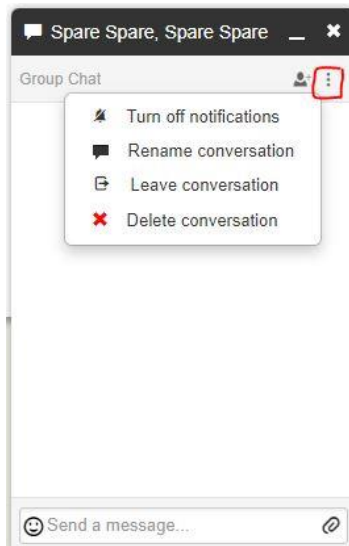 Spare Spare, Spare Spare
Group Chat
Turn off notifications
Rename conversation
Leave conversation
Delete conversation
Send a message...